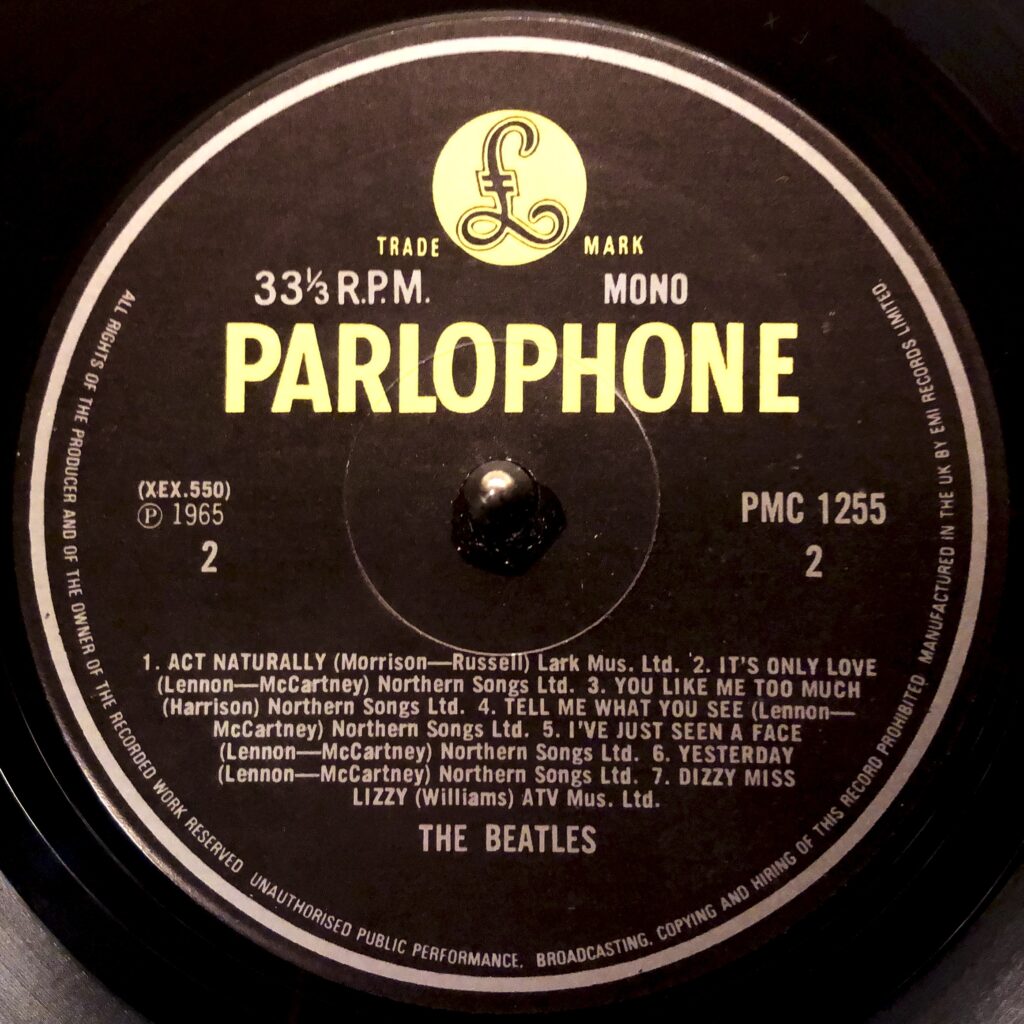 £
TRADE MARK
33⅓ R.P.M. MONO
PARLOPHONE
(XEX.550)
Ⓟ 1965
2
PMC 1255
2
1. ACT NATURALLY (Morrison—Russell) Lark Mus. Ltd. 2. IT'S ONLY LOVE
(Lennon—McCartney) Northern Songs Ltd. 3. YOU LIKE ME TOO MUCH
(Harrison) Northern Songs Ltd. 4. TELL ME WHAT YOU SEE (Lennon—
McCartney) Northern Songs Ltd. 5. I'VE JUST SEEN A FACE
(Lennon—McCartney) Northern Songs Ltd. 6. YESTERDAY
(Lennon—McCartney) Northern Songs Ltd. 7. DIZZY MISS
LIZZY (Williams) ATV Mus. Ltd.
THE BEATLES
ALL RIGHTS OF THE PRODUCER AND OF THE OWNER OF THE RECORDED WORK RESERVED UNAUTHORISED PUBLIC PERFORMANCE. BROADCASTING. COPYING AND HIRING OF THIS RECORD PROHIBITED MANUFACTURED IN THE UK BY EMI RECORDS LIMITED